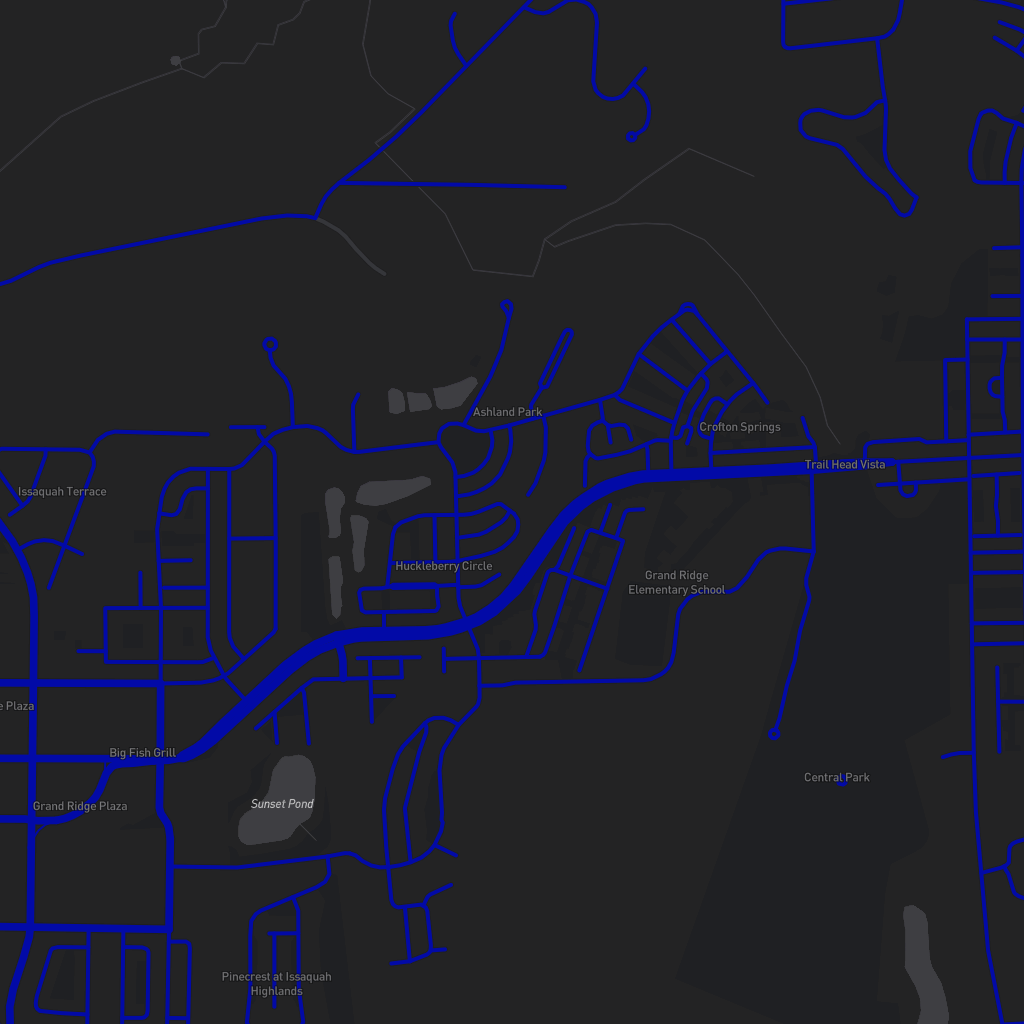 Ashland Park
Crofton Springs
Trail Head Vista
Issaquah Terrace
Huckleberry Circle
Grand Ridge
Elementary School
e Plaza
Big Fish Grill
Central Park
Grand Ridge Plaza
Sunset Pond
Pinecrest at Issaquah
Highlands